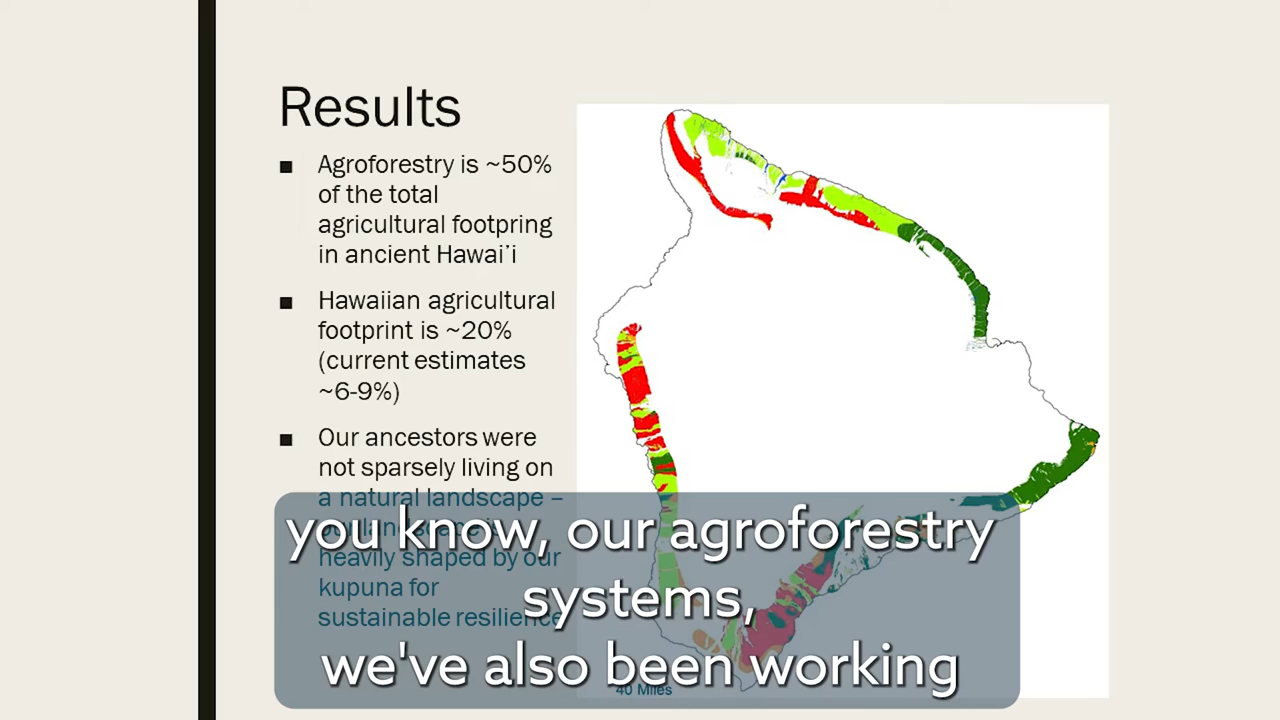 Results
Agroforestry is ~50%
of the total
agricultural footpring
in ancient Hawai’i
Hawaiian agricultural
footprint is ~20%
(current estimates
~6-9%)
Our ancestors were
not sparsely living on
a natural landscape –
heavily shaped by our
kupuna for
sustainable resilience
40 Miles
you know, our agroforestry
systems,
we've also been working